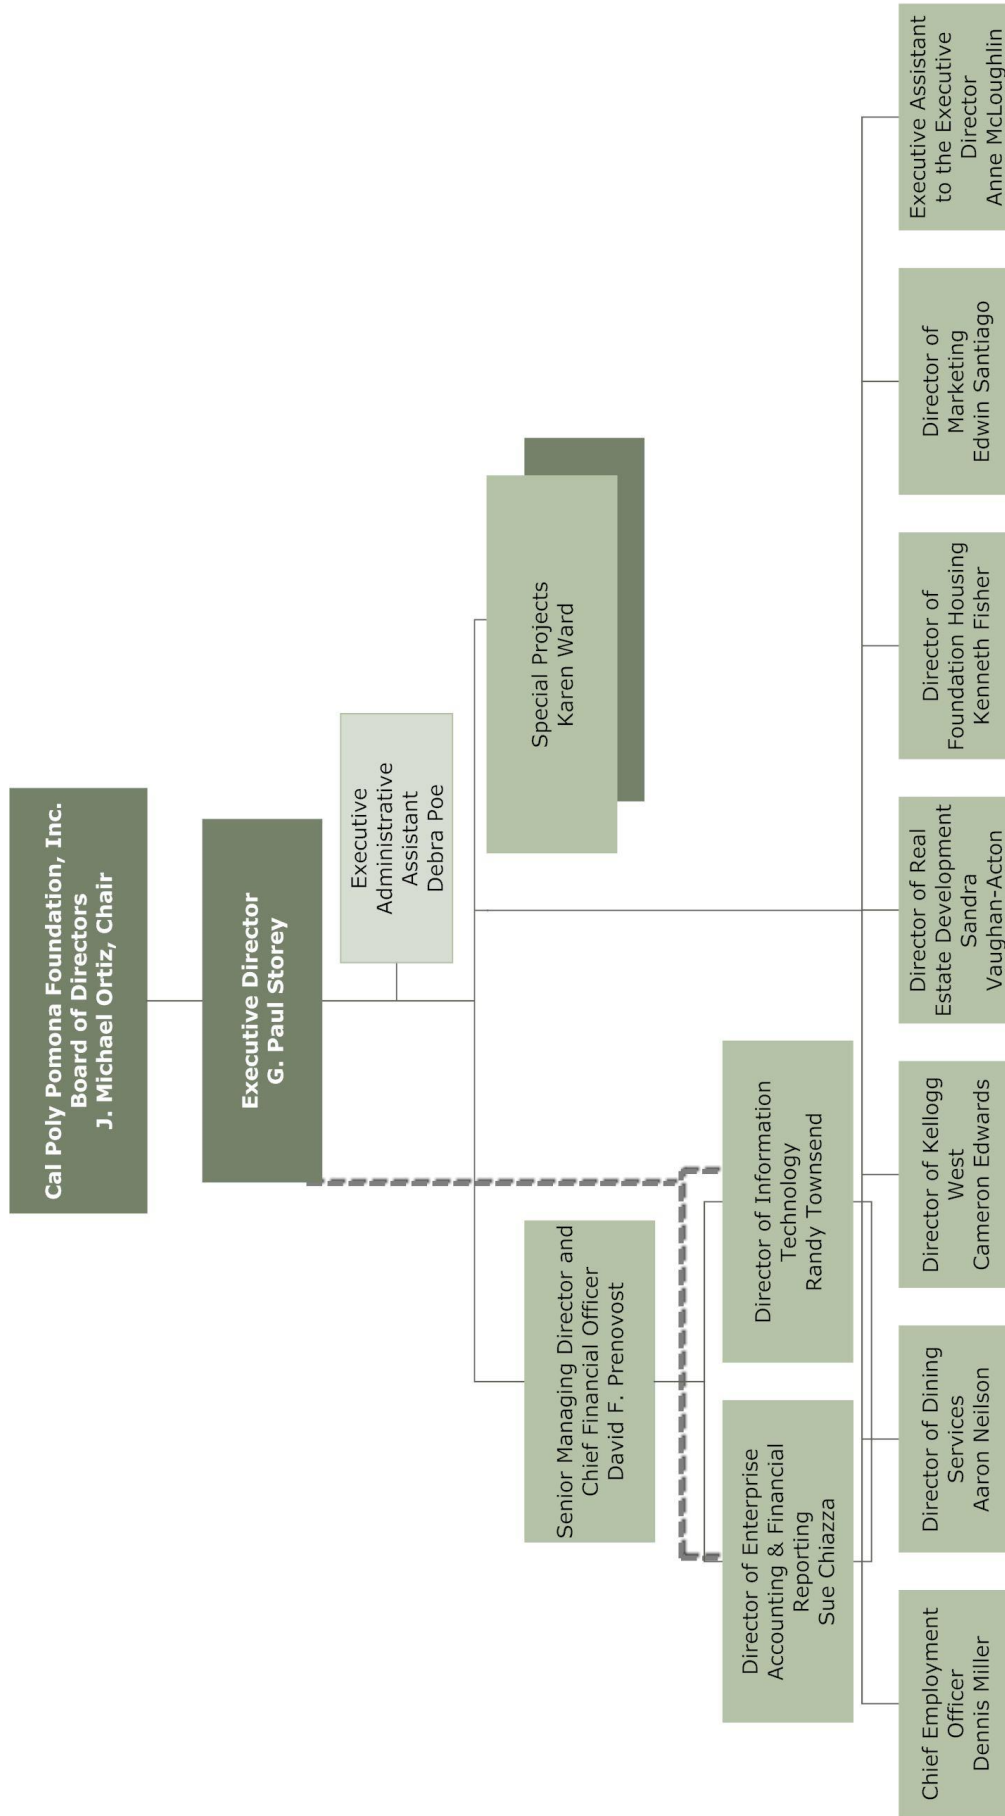 Cal Poly Pomona Foundation, Inc.
Board of Directors
J. Michael Ortiz, Chair
Executive Director
G. Paul Storey
Executive
Administrative
Assistant
Debra Poe
Senior Managing Director and
Chief Financial Officer
David F. Prenovost
Special Projects
Karen Ward
Director of Enterprise
Accounting & Financial
Reporting
Sue Chiazza
Director of Information
Technology
Randy Townsend
Chief Employment
Officer
Dennis Miller
Director of Dining
Services
Aaron Neilson
Director of Kellogg
West
Cameron Edwards
Director of Real
Estate Development
Sandra
Vaughan-Acton
Director of
Foundation Housing
Kenneth Fisher
Director of
Marketing
Edwin Santiago
Executive Assistant
to the Executive
Director
Anne McLoughlin